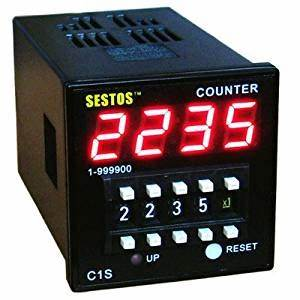 SESTOS™ COUNTER
2235
1-999900
2 2 3 5 x1
UP RESET
C1S